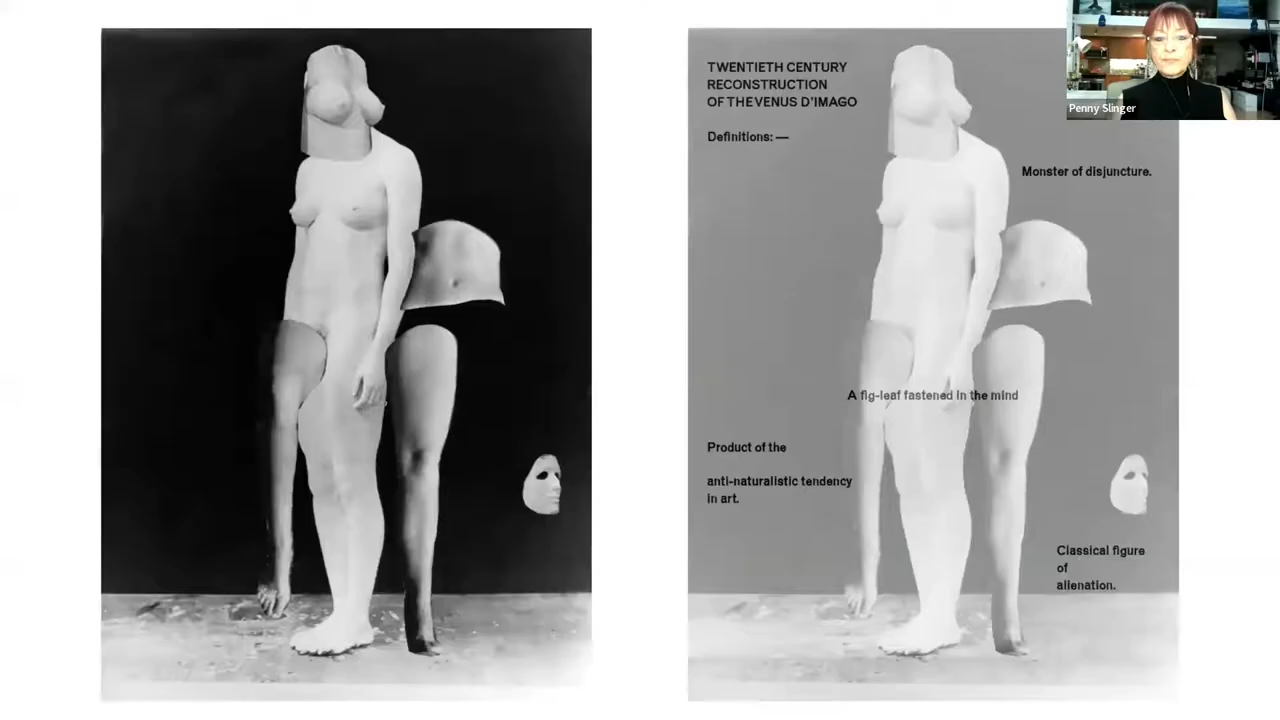 TWENTIETH CENTURY
RECONSTRUCTION
OF THE VENUS D'IMAGO
Definitions: —
Monster of disjuncture.
A fig-leaf fastened in the mind
Product of the
anti-naturalistic tendency
in art.
Classical figure
of
alienation.
Penny Slinger